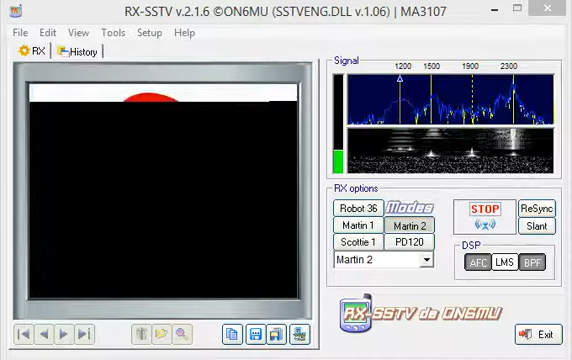 RX-SSTV v.2.1.6 ©ON6MU (SSTVENG.DLL v.1.06) | MA3107
File Edit View Tools Setup Help
RX History
Signal
1200 1500 1900 2300
RX options
Robot 36 Modes
Martin 1 Martin 2
Scottie 1 PD120
Martin 2
STOP
ReSync
Slant
DSP
AFC LMS BPF
RX-SSTV de ON6MU
Exit